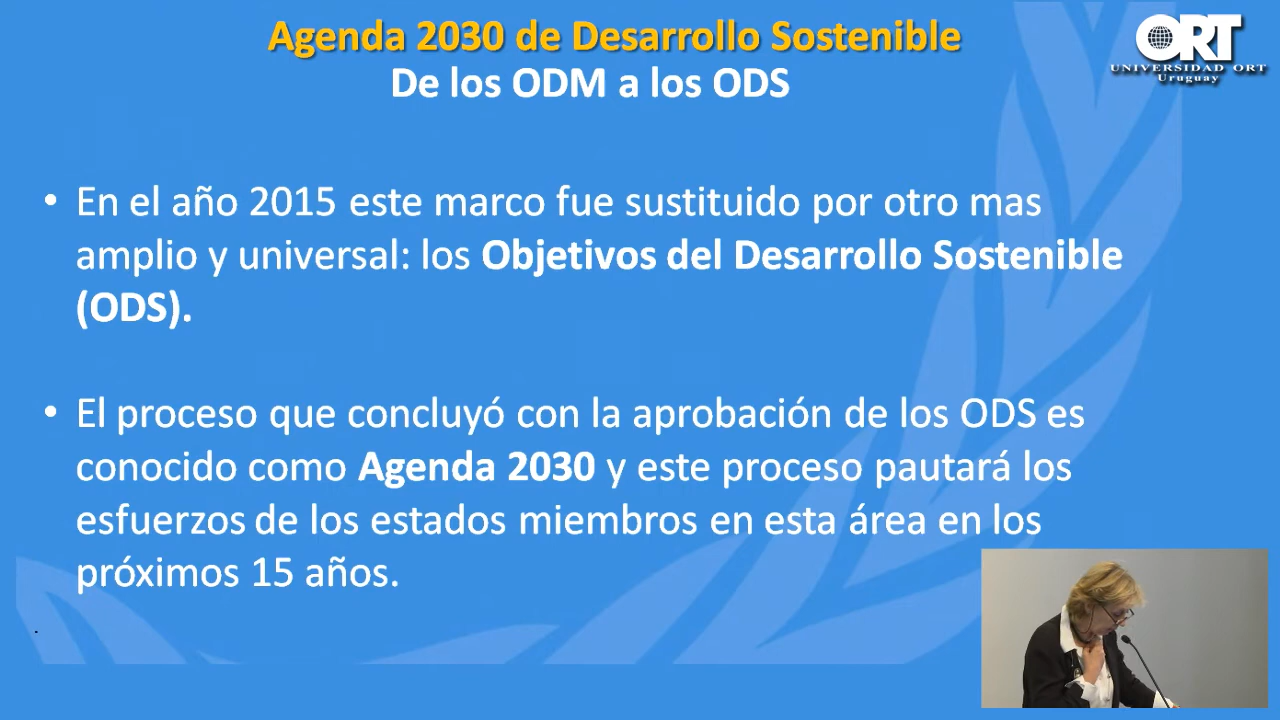 Agenda 2030 de Desarrollo Sostenible
De los ODM a los ODS
ORT
UNIVERSIDAD ORT
Uruguay
• En el año 2015 este marco fue sustituido por otro mas
amplio y universal: los Objetivos del Desarrollo Sostenible
(ODS).
• El proceso que concluyó con la aprobación de los ODS es
conocido como Agenda 2030 y este proceso pautará los
esfuerzos de los estados miembros en esta área en los
próximos 15 años.
.